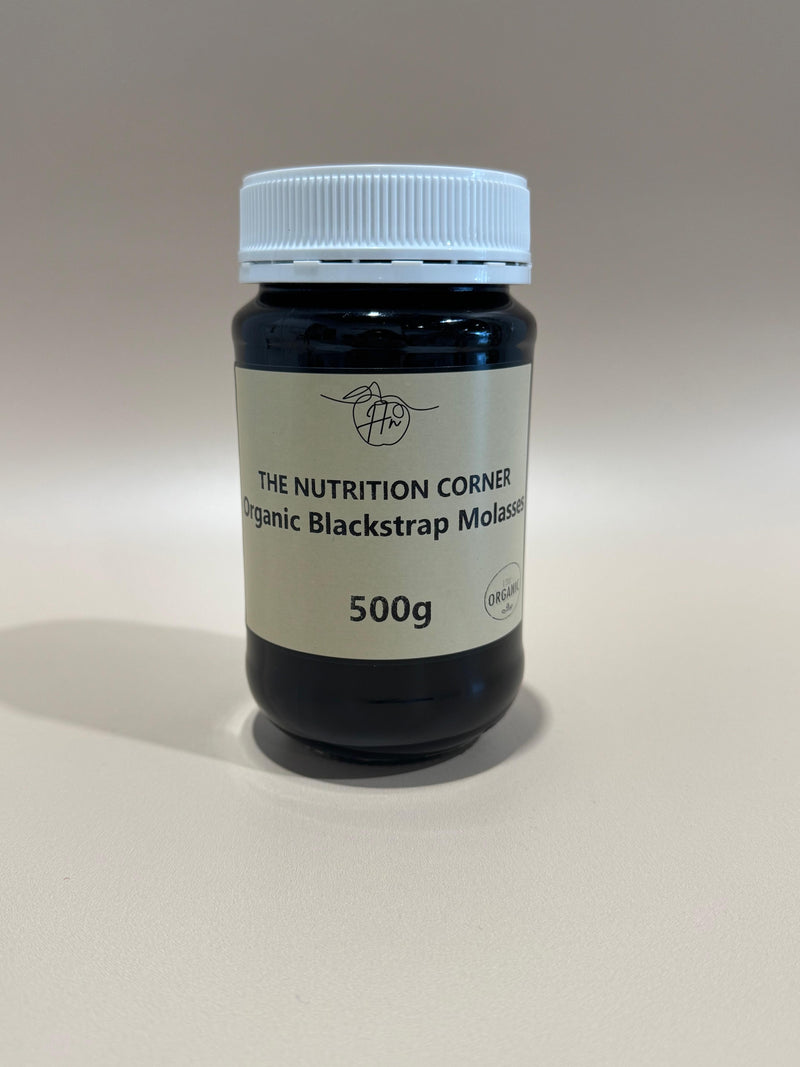 THE NUTRITION CORNER
Organic Blackstrap Molasses
500g
ORGANIC